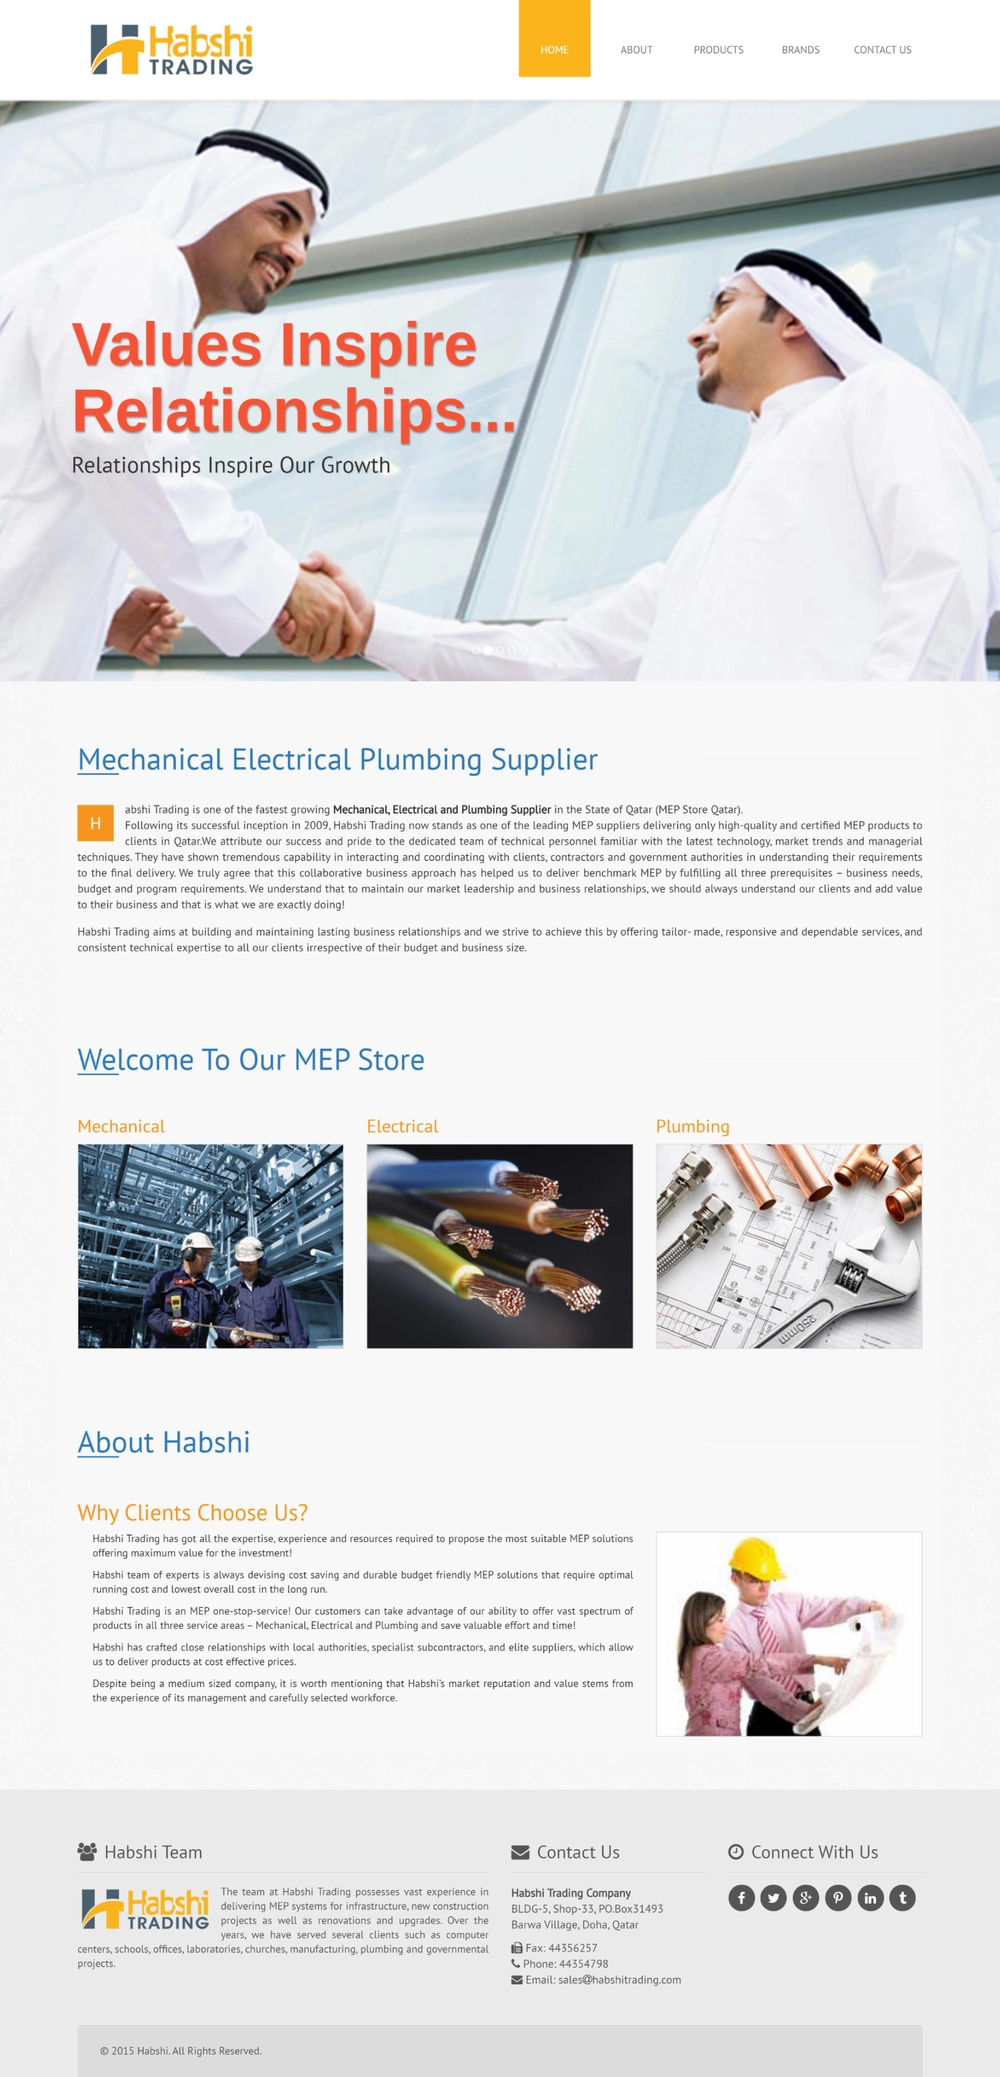 Habshi
TRADING
HOME
ABOUT
PRODUCTS
BRANDS
CONTACT US
Values Inspire
Relationships...
Relationships Inspire Our Growth
Mechanical Electrical Plumbing Supplier
H abshi Trading is one of the fastest growing Mechanical, Electrical and Plumbing Supplier in the State of Qatar (MEP Store Qatar).
Following its successful inception in 2009, Habshi Trading now stands as one of the leading MEP suppliers delivering only high-quality and certified MEP products to
clients in Qatar.We attribute our success and pride to the dedicated team of technical personnel familiar with the latest technology, market trends and managerial
techniques. They have shown tremendous capability in interacting and coordinating with clients, contractors and government authorities in understanding their requirements
to the final delivery. We truly agree that this collaborative business approach has helped us to deliver benchmark MEP by fulfilling all three prerequisites – business needs,
budget and program requirements. We understand that to maintain our market leadership and business relationships, we should always understand our clients and add value
to their business and that is what we are exactly doing!
Habshi Trading aims at building and maintaining lasting business relationships and we strive to achieve this by offering tailor- made, responsive and dependable services, and
consistent technical expertise to all our clients irrespective of their budget and business size.
Welcome To Our MEP Store
Mechanical
Electrical
Plumbing
250mm
About Habshi
Why Clients Choose Us?
Habshi Trading has got all the expertise, experience and resources required to propose the most suitable MEP solutions
offering maximum value for the investment!
Habshi team of experts is always devising cost saving and durable budget friendly MEP solutions that require optimal
running cost and lowest overall cost in the long run.
Habshi Trading is an MEP one-stop-service! Our customers can take advantage of our ability to offer vast spectrum of
products in all three service areas – Mechanical, Electrical and Plumbing and save valuable effort and time!
Habshi has crafted close relationships with local authorities, specialist subcontractors, and elite suppliers, which allow
us to deliver products at cost effective prices.
Despite being a medium sized company, it is worth mentioning that Habshi's market reputation and value stems from
the experience of its management and carefully selected workforce.
Habshi Team
Habshi
TRADING
The team at Habshi Trading possesses vast experience in
delivering MEP systems for infrastructure, new construction
projects as well as renovations and upgrades. Over the
years, we have served several clients such as computer
centers, schools, offices, laboratories, churches, manufacturing, plumbing and governmental
projects.
Contact Us
Habshi Trading Company
BLDG-5, Shop-33, PO.Box31493
Barwa Village, Doha, Qatar
Fax: 44356257
Phone: 44354798
Email: sales@habshitrading.com
Connect With Us
© 2015 Habshi. All Rights Reserved.